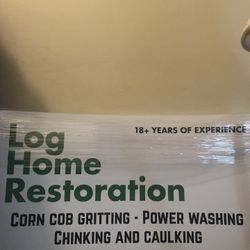 18+ YEARS OF EXPERIENCE
Log
Home
Restoration
CORN COB GRITTING - POWER WASHING
CHINKING AND CAULKING